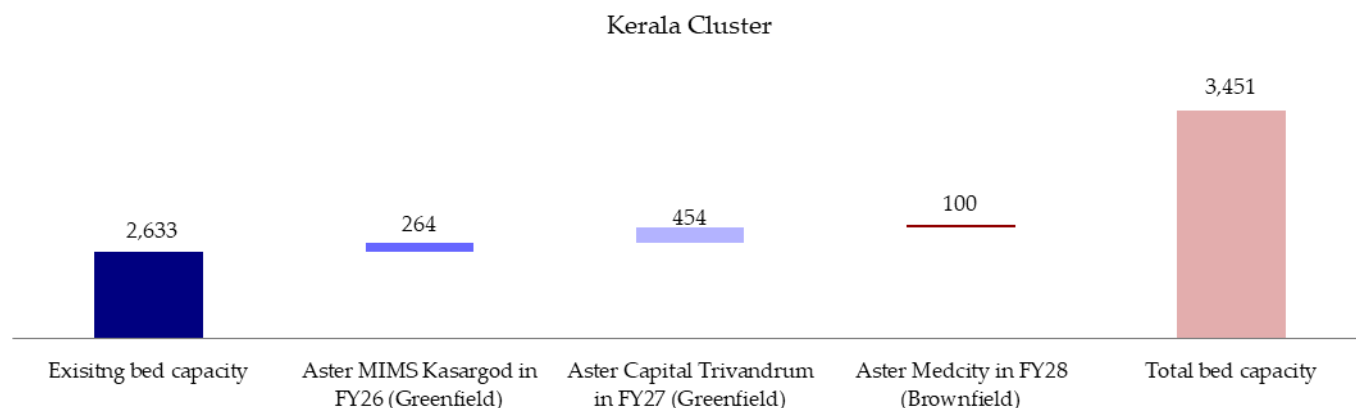 Kerala Cluster
3,451
2,633
264
454
100
Exisitng bed capacity
Aster MIMS Kasargod in
FY26 (Greenfield)
Aster Capital Trivandrum
in FY27 (Greenfield)
Aster Medcity in FY28
(Brownfield)
Total bed capacity